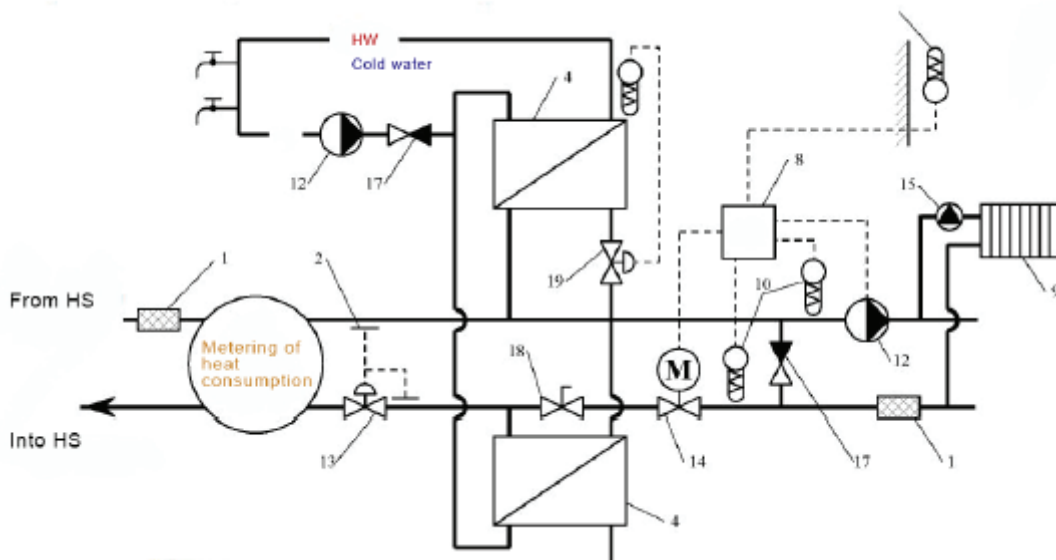 HW
Cold water
4
12
17
8
15
9
1
2
19
10
From HS
Metering of
heat
consumption
18
M
12
Into HS
13
14
17
1
4